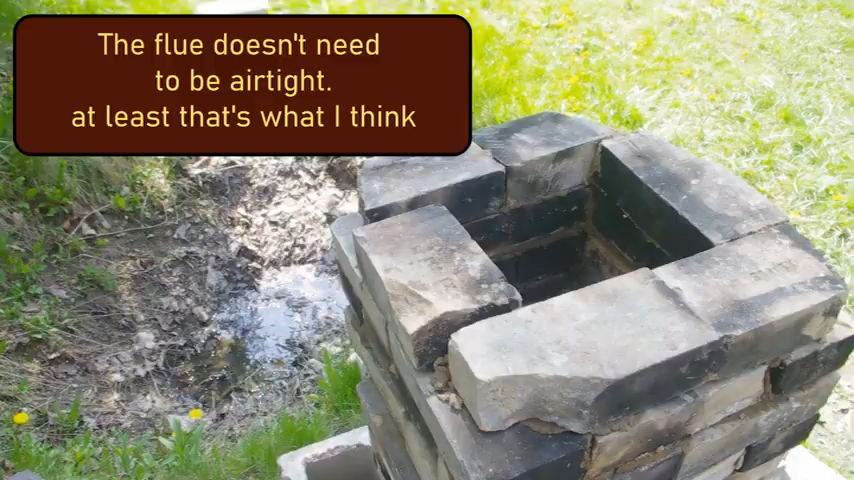 The flue doesn't need
to be airtight.
at least that's what I think